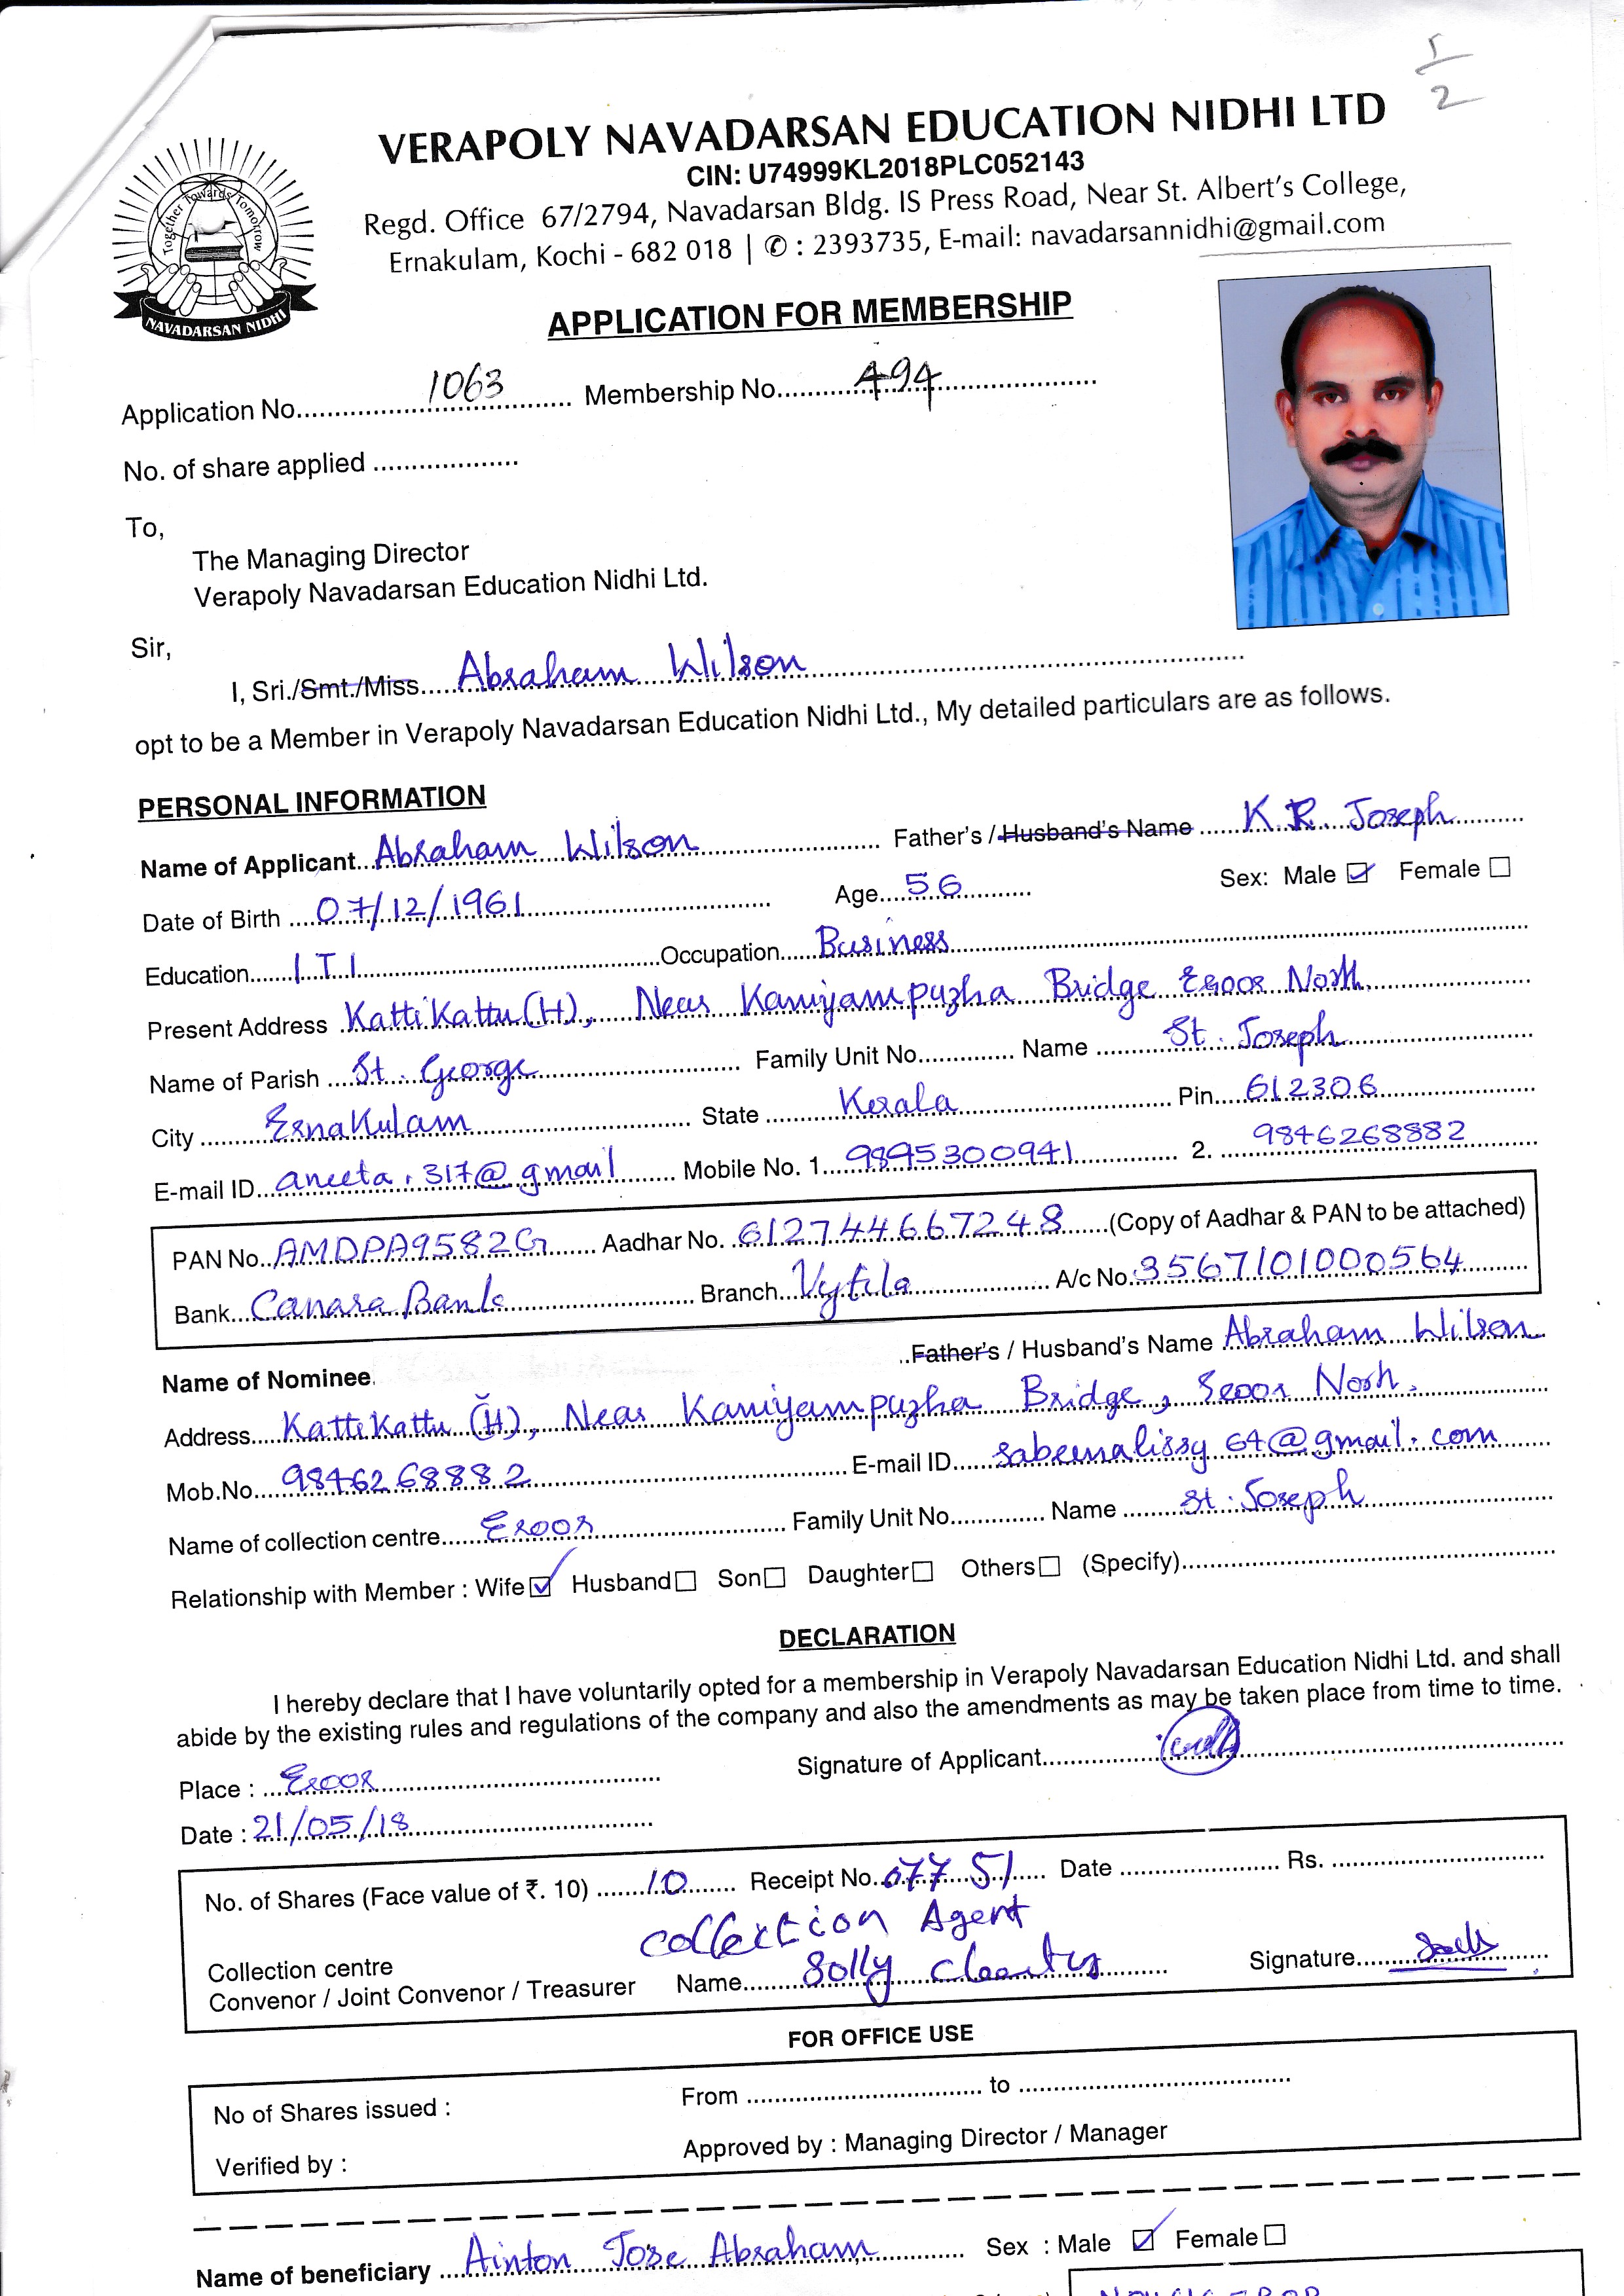 1
2
VERAPOLY NAVADARSAN EDUCATION NIDHI LTD
CIN: U74999KL2018PLC052143
Regd. Office 67/2794, Navadarsan Bldg. IS Press Road, Near St. Albert's College,
Ernakulam, Kochi - 682 018 | ✆ : 2393735, E-mail: navadarsannidhi@gmail.com
Together Towards Tomorrow
NAVADARSAN NIDHI
APPLICATION FOR MEMBERSHIP
Application No. 1063 Membership No. 494
No. of share applied
To,
The Managing Director
Verapoly Navadarsan Education Nidhi Ltd.
Sir,
I, Sri./Smt./Miss. Abraham Wilson
opt to be a Member in Verapoly Navadarsan Education Nidhi Ltd., My detailed particulars are as follows.
PERSONAL INFORMATION
Name of Applicant Abraham Wilson Father's / Husband's Name K.R. Joseph
Date of Birth 07/12/1961 Age 56 Sex: Male ☑ Female ☐
Education I.T.I Occupation Business
Present Address Kattikattu (H), Near Kaniyampuzha Bridge Eroor North
Name of Parish St. George Family Unit No. Name St. Joseph
City Ernakulam State Kerala Pin 612306
E-mail ID aneeta.317@gmail Mobile No. 1. 9895300941 2. 9846268882
PAN No. AMDPA9582G Aadhar No. 612744667248 (Copy of Aadhar & PAN to be attached)
Bank Canara Bank Branch Vytila A/c No. 3567101000564
Name of Nominee Father's / Husband's Name Abraham Wilson
Address Kattikattu (H), Near Kaniyampuzha Bridge, Eroor Norh.
Mob.No. 9846268882 E-mail ID sabeenalissy64@gmail.com
Name of collection centre Eroor Family Unit No. Name St. Joseph
Relationship with Member : Wife ☑ Husband ☐ Son ☐ Daughter ☐ Others ☐ (Specify)
DECLARATION
I hereby declare that I have voluntarily opted for a membership in Verapoly Navadarsan Education Nidhi Ltd. and shall
abide by the existing rules and regulations of the company and also the amendments as may be taken place from time to time.
Place : Eroor Signature of Applicant
Date : 21/05/18
No. of Shares (Face value of ₹. 10) 10 Receipt No. 07751 Date Rs.
Collection Agent
Collection centre
Convenor / Joint Convenor / Treasurer Name Solly Cleetus Signature
FOR OFFICE USE
No of Shares issued : From to
Verified by : Approved by : Managing Director / Manager
Name of beneficiary Ainton Jose Abraham Sex : Male ☑ Female ☐